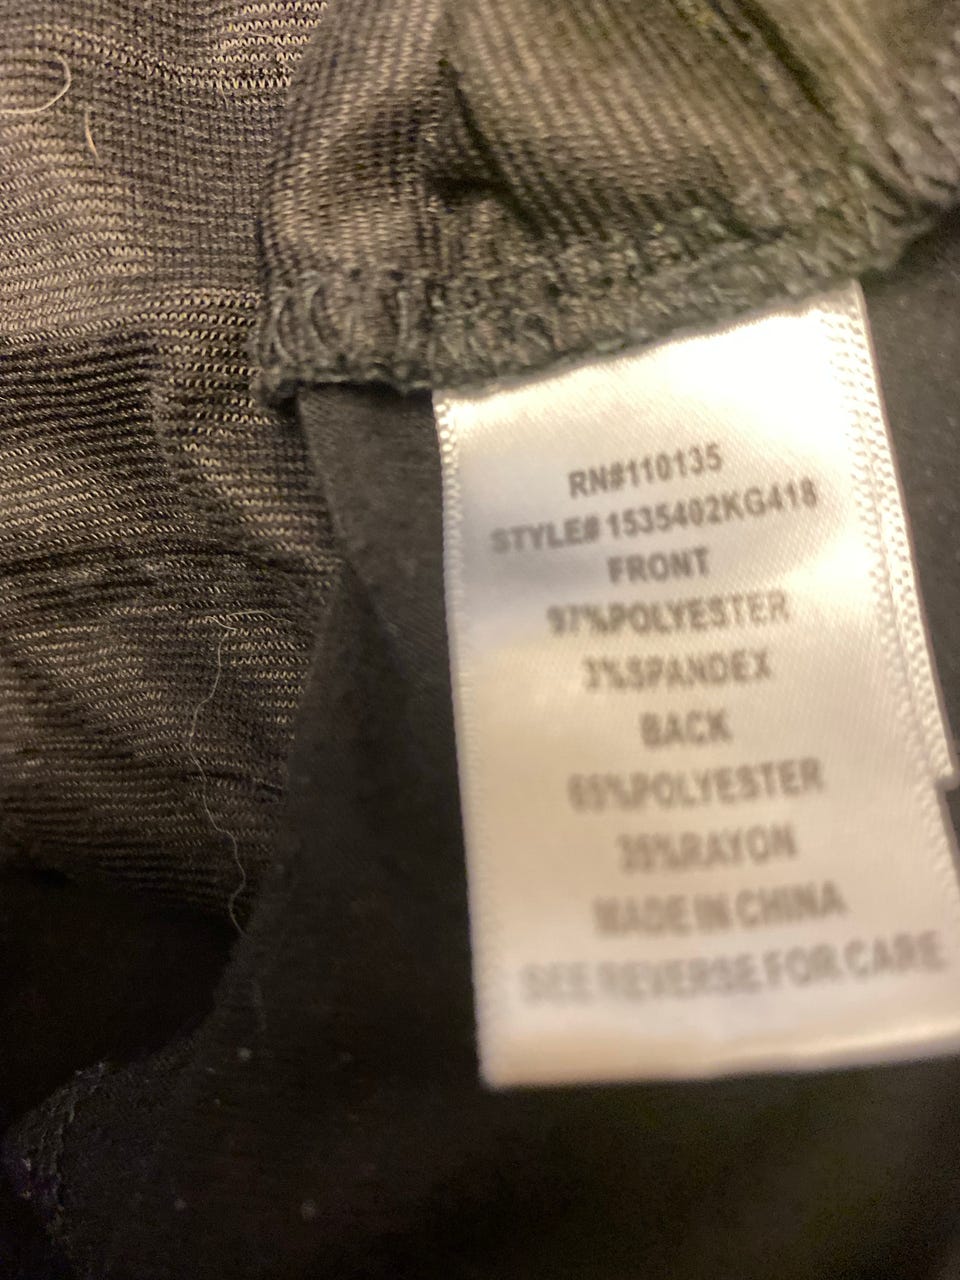 RN#110135
STYLE# 1535402KG418
FRONT
97%POLYESTER
3%SPANDEX
BACK
65%POLYESTER
35%RAYON
MADE IN CHINA
SEE REVERSE FOR CARE